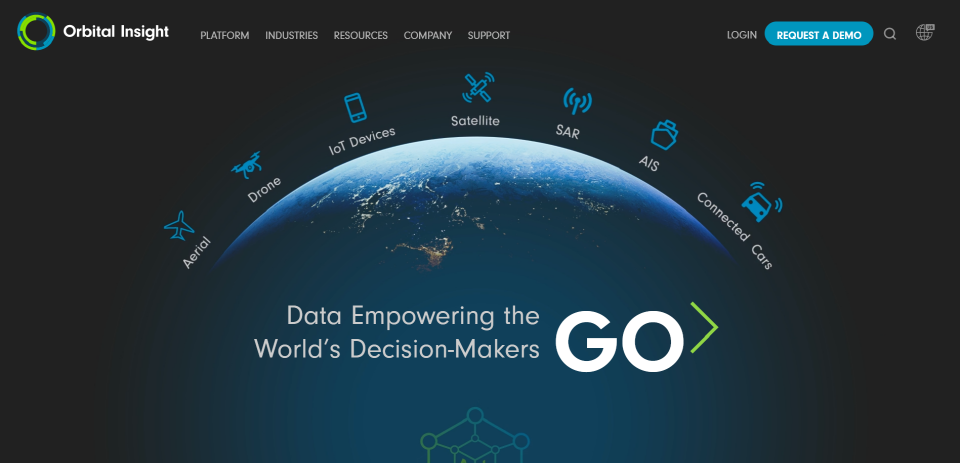 Orbital Insight
PLATFORM INDUSTRIES RESOURCES COMPANY SUPPORT
LOGIN REQUEST A DEMO
Aerial
Drone
IoT Devices
Satellite
SAR
AIS
Connected Cars
Data Empowering the
World's Decision-Makers
GO